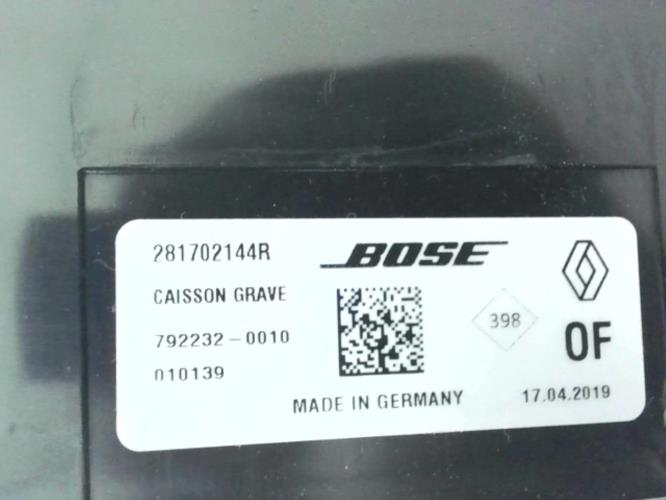 281702144R BOSE
CAISSON GRAVE
792232-0010 398 OF
010139
MADE IN GERMANY 17.04.2019